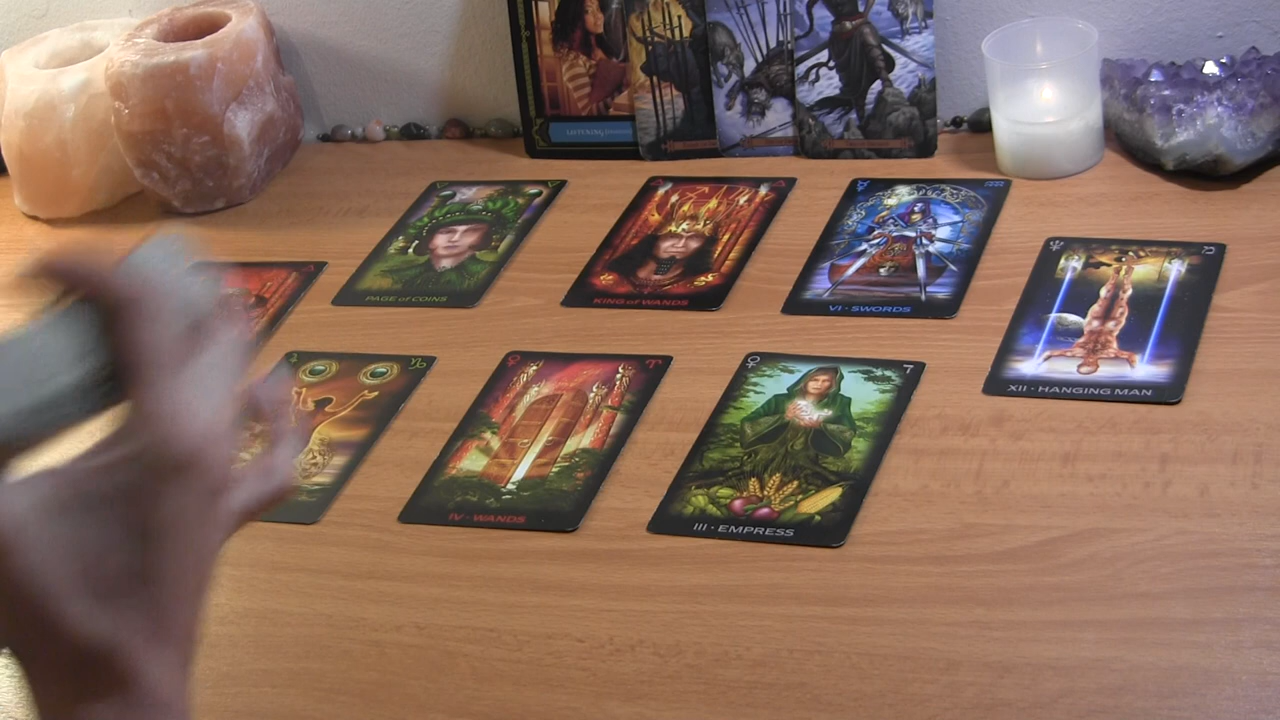 LISTENING
PAGE of COINS
KING of WANDS
VI · SWORDS
XII · HANGING MAN
IV · WANDS
III · EMPRESS